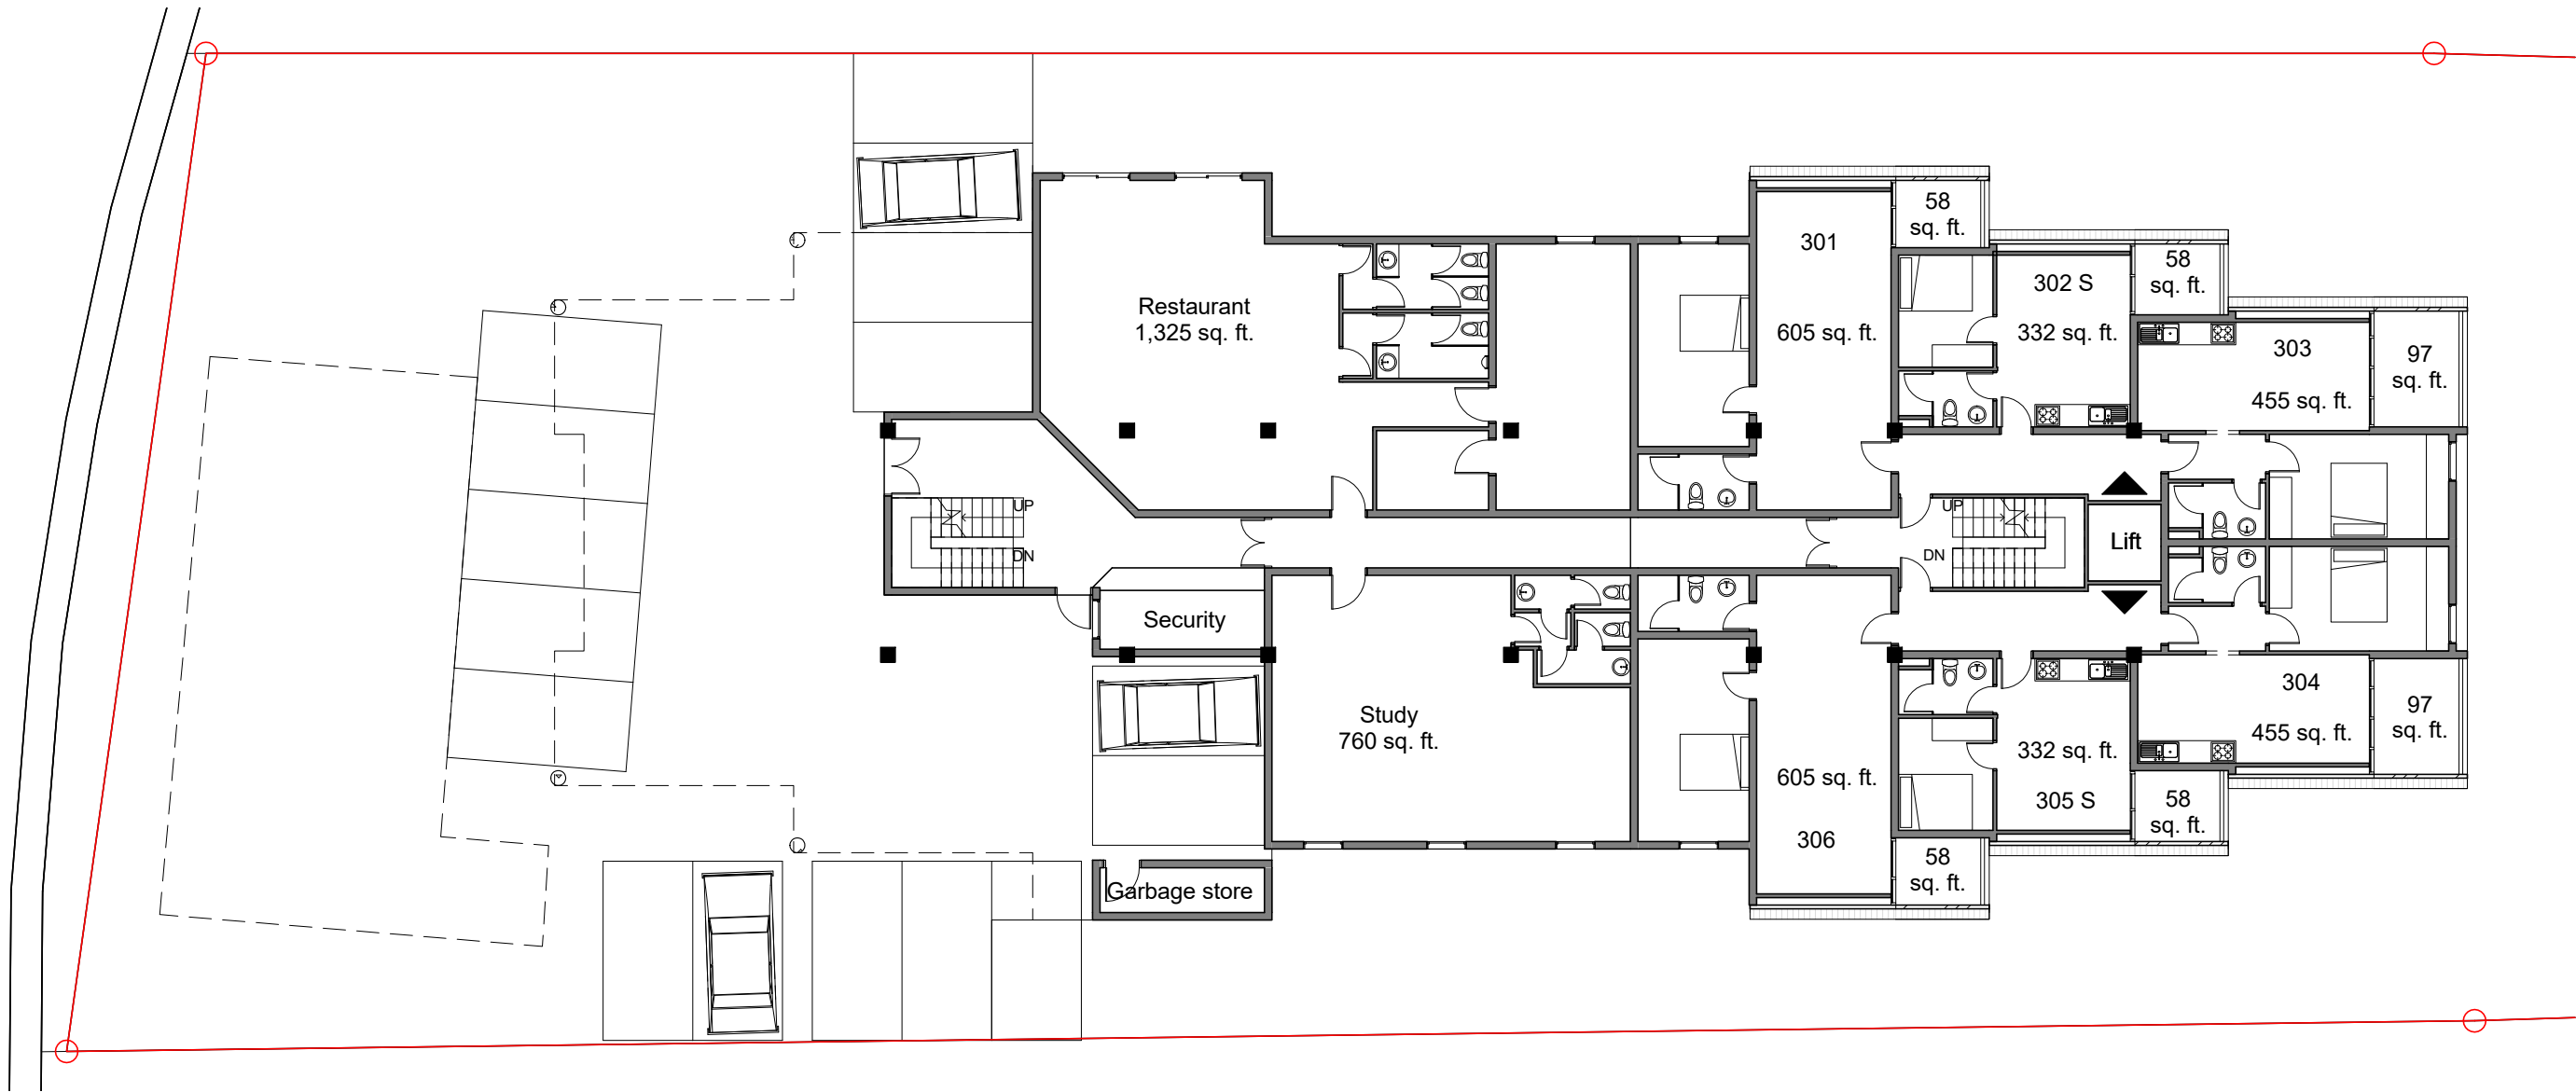 Restaurant
1,325 sq. ft.
301
605 sq. ft.
58
sq. ft.
302 S
332 sq. ft.
58
sq. ft.
303
455 sq. ft.
97
sq. ft.
UP
DN
UP
DN
Lift
Security
Study
760 sq. ft.
605 sq. ft.
306
58
sq. ft.
332 sq. ft.
305 S
58
sq. ft.
304
455 sq. ft.
97
sq. ft.
Garbage store